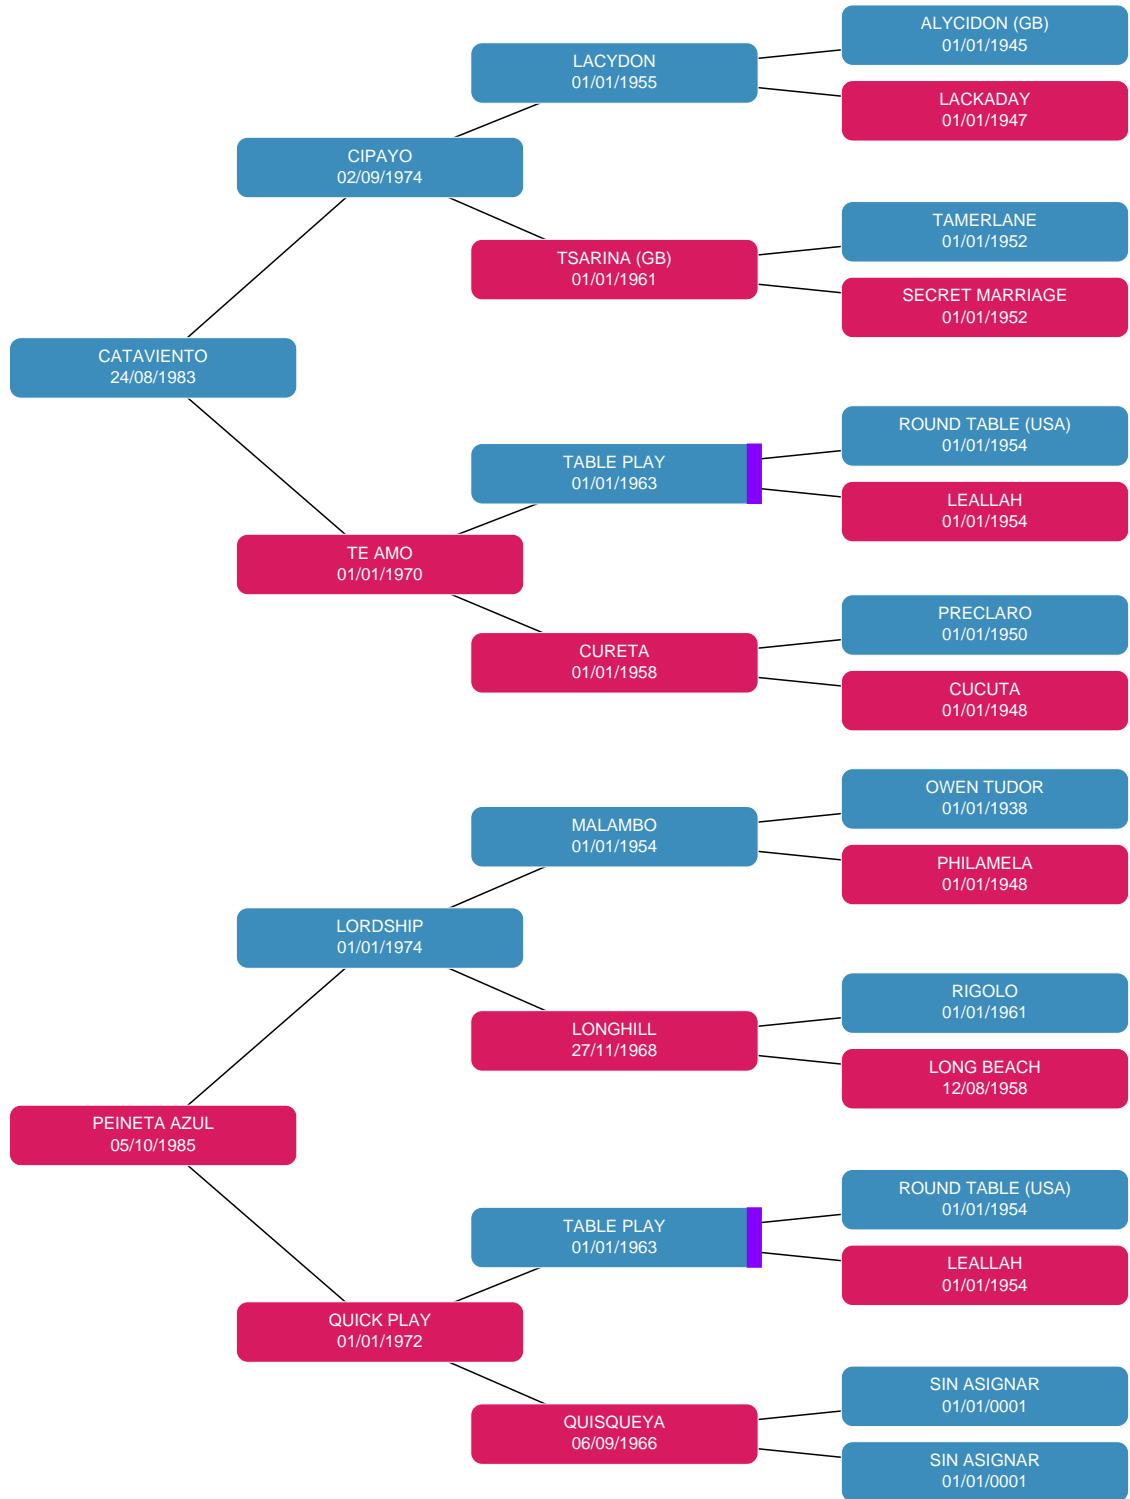 ALYCIDON (GB)
01/01/1945
LACYDON
01/01/1955
LACKADAY
01/01/1947
CIPAYO
02/09/1974
TAMERLANE
01/01/1952
TSARINA (GB)
01/01/1961
SECRET MARRIAGE
01/01/1952
CATAVIENTO
24/08/1983
ROUND TABLE (USA)
01/01/1954
TABLE PLAY
01/01/1963
LEALLAH
01/01/1954
TE AMO
01/01/1970
PRECLARO
01/01/1950
CURETA
01/01/1958
CUCUTA
01/01/1948
OWEN TUDOR
01/01/1938
MALAMBO
01/01/1954
PHILAMELA
01/01/1948
LORDSHIP
01/01/1974
RIGOLO
01/01/1961
LONGHILL
27/11/1968
LONG BEACH
12/08/1958
PEINETA AZUL
05/10/1985
ROUND TABLE (USA)
01/01/1954
TABLE PLAY
01/01/1963
LEALLAH
01/01/1954
QUICK PLAY
01/01/1972
SIN ASIGNAR
01/01/0001
QUISQUEYA
06/09/1966
SIN ASIGNAR
01/01/0001